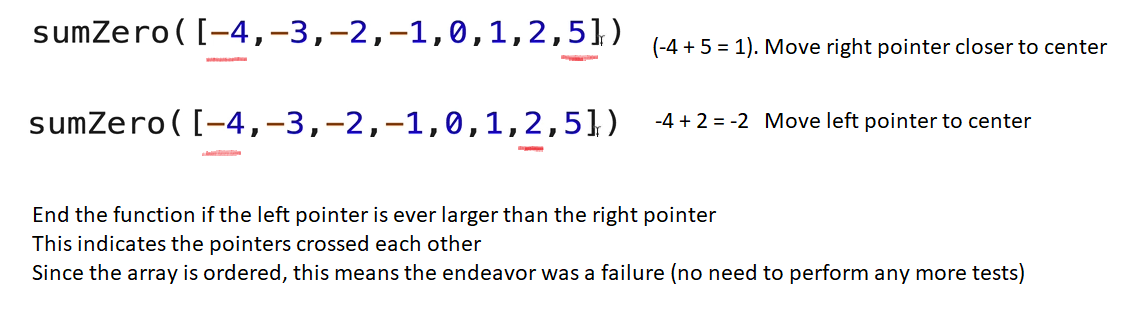 sumZero([-4,-3,-2,-1,0,1,2,5]) (-4 + 5 = 1). Move right pointer closer to center
sumZero([-4,-3,-2,-1,0,1,2,5]) -4 + 2 = -2 Move left pointer to center
End the function if the left pointer is ever larger than the right pointer
This indicates the pointers crossed each other
Since the array is ordered, this means the endeavor was a failure (no need to perform any more tests)